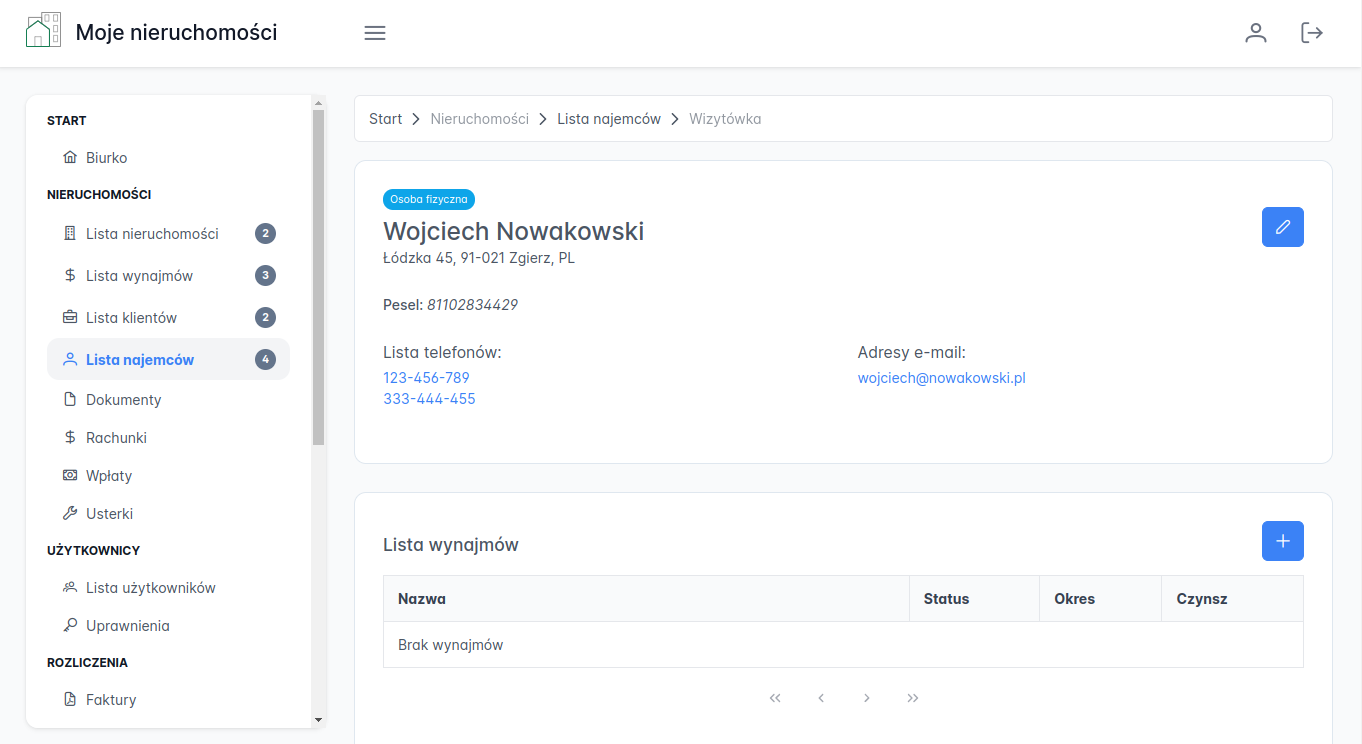 Moje nieruchomości
START
Biurko
NIERUCHOMOŚCI
Lista nieruchomości 2
Lista wynajmów 3
Lista klientów 2
Lista najemców 4
Dokumenty
Rachunki
Wpłaty
Usterki
UŻYTKOWNICY
Lista użytkowników
Uprawnienia
ROZLICZENIA
Faktury
Start > Nieruchomości > Lista najemców > Wizytówka
Osoba fizyczna
Wojciech Nowakowski
Łódzka 45, 91-021 Zgierz, PL
Pesel: 81102834429
Lista telefonów:
123-456-789
333-444-455
Adresy e-mail:
wojciech@nowakowski.pl
Lista wynajmów
Nazwa Status Okres Czynsz
Brak wynajmów